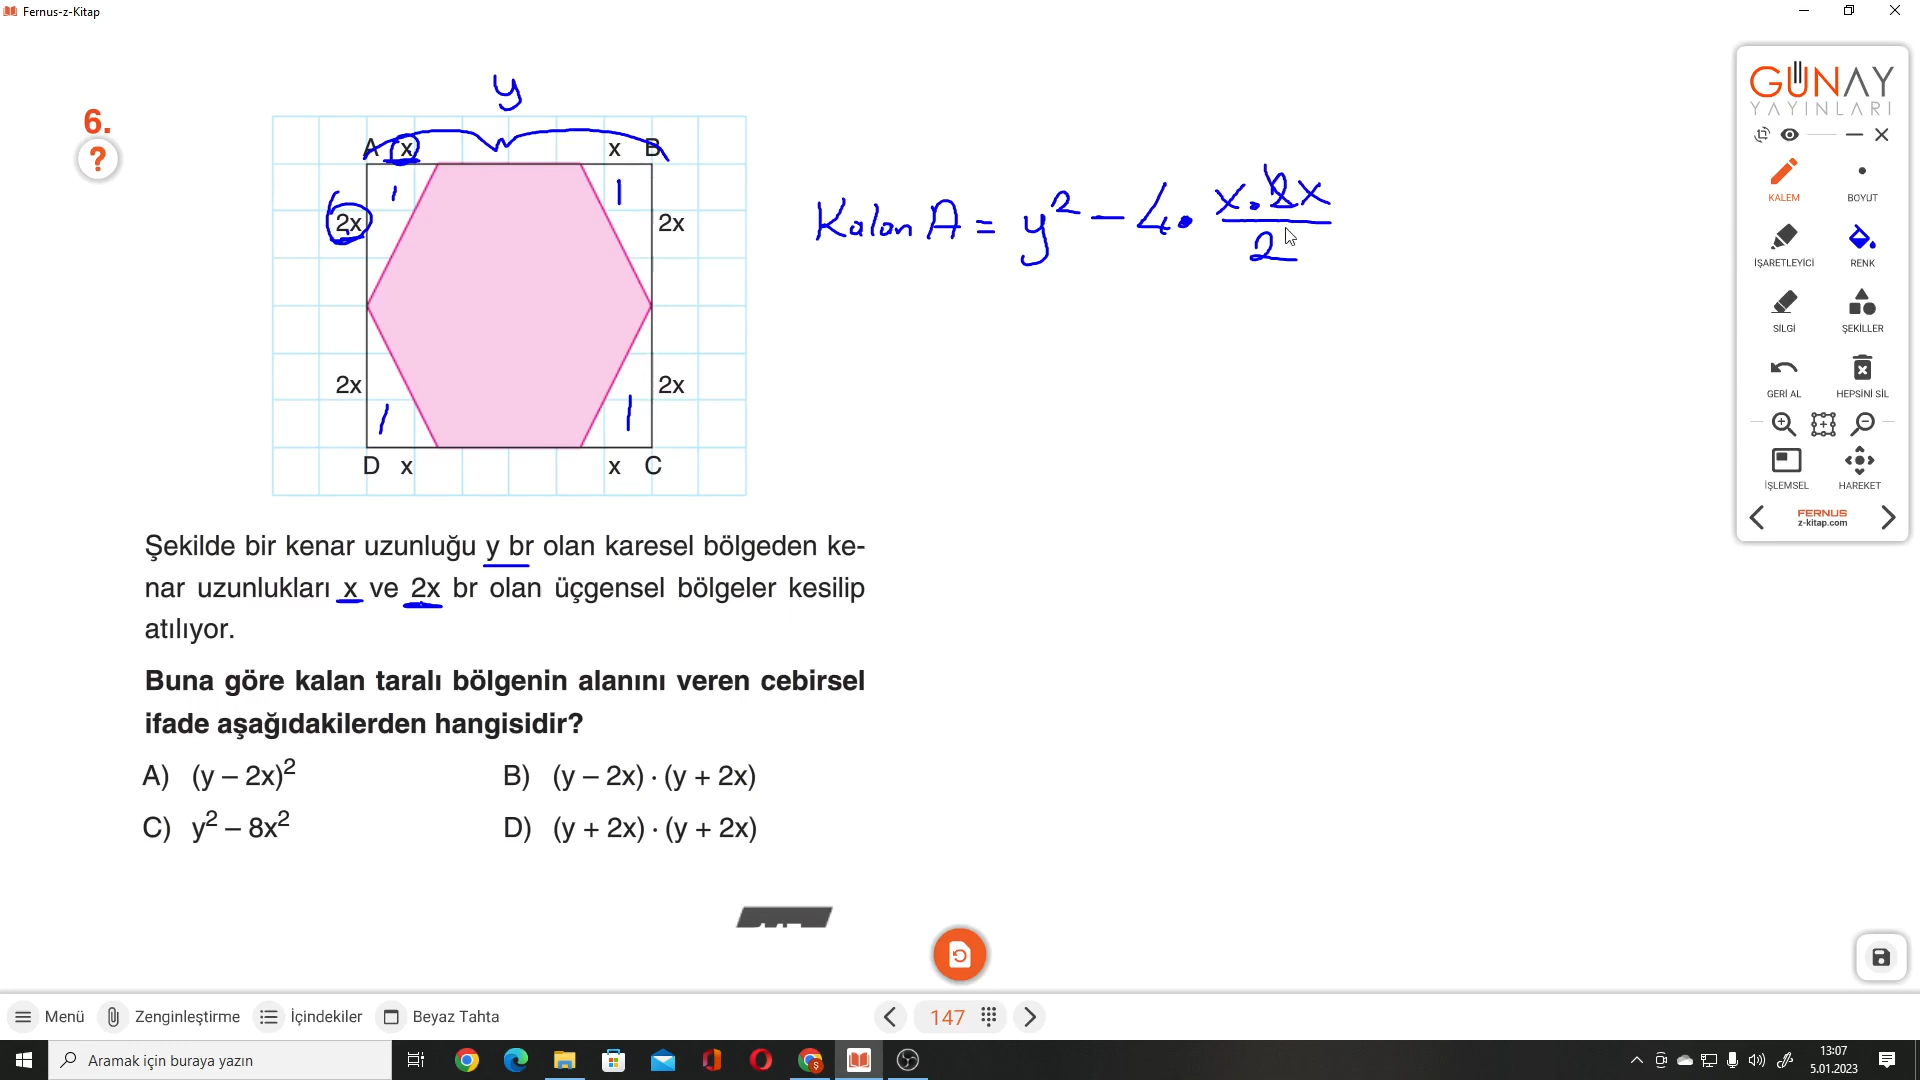 Fernus-z-Kitap
y
6.
?
A x x B
1 1
2x 2x
Kalan A = y² – 4 · x . 2x / 2
2x 2x
1 1
D x x C
Şekilde bir kenar uzunluğu y br olan karesel bölgeden ke-
nar uzunlukları x ve 2x br olan üçgensel bölgeler kesilip
atılıyor.
Buna göre kalan taralı bölgenin alanını veren cebirsel
ifade aşağıdakilerden hangisidir?
A) (y – 2x)² B) (y – 2x) · (y + 2x)
C) y² – 8x² D) (y + 2x) · (y + 2x)
GÜNAY
YAYINLARI
KALEM BOYUT
İŞARETLEYİCİ RENK
SİLGİ ŞEKİLLER
GERİ AL HEPSİNİ SİL
İŞLEMSEL HAREKET
FERNUS
z-kitap.com
Menü Zenginleştirme İçindekiler Beyaz Tahta 147
Aramak için buraya yazın
13:07
5.01.2023